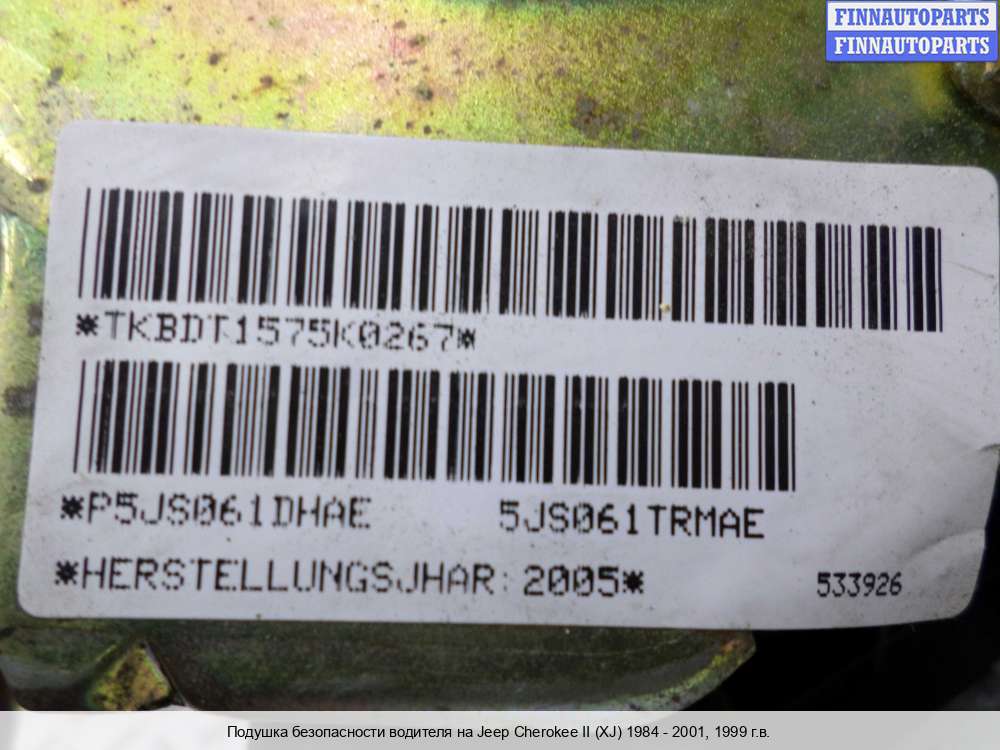 FINNAUTOPARTS
FINNAUTOPARTS
*TKBDT1575K0267*
*P5JS061DHAE 5JS061TRMAE
*HERSTELLUNGSJHAR: 2005* 533926
Подушка безопасности водителя на Jeep Cherokee II (XJ) 1984 - 2001, 1999 г.в.